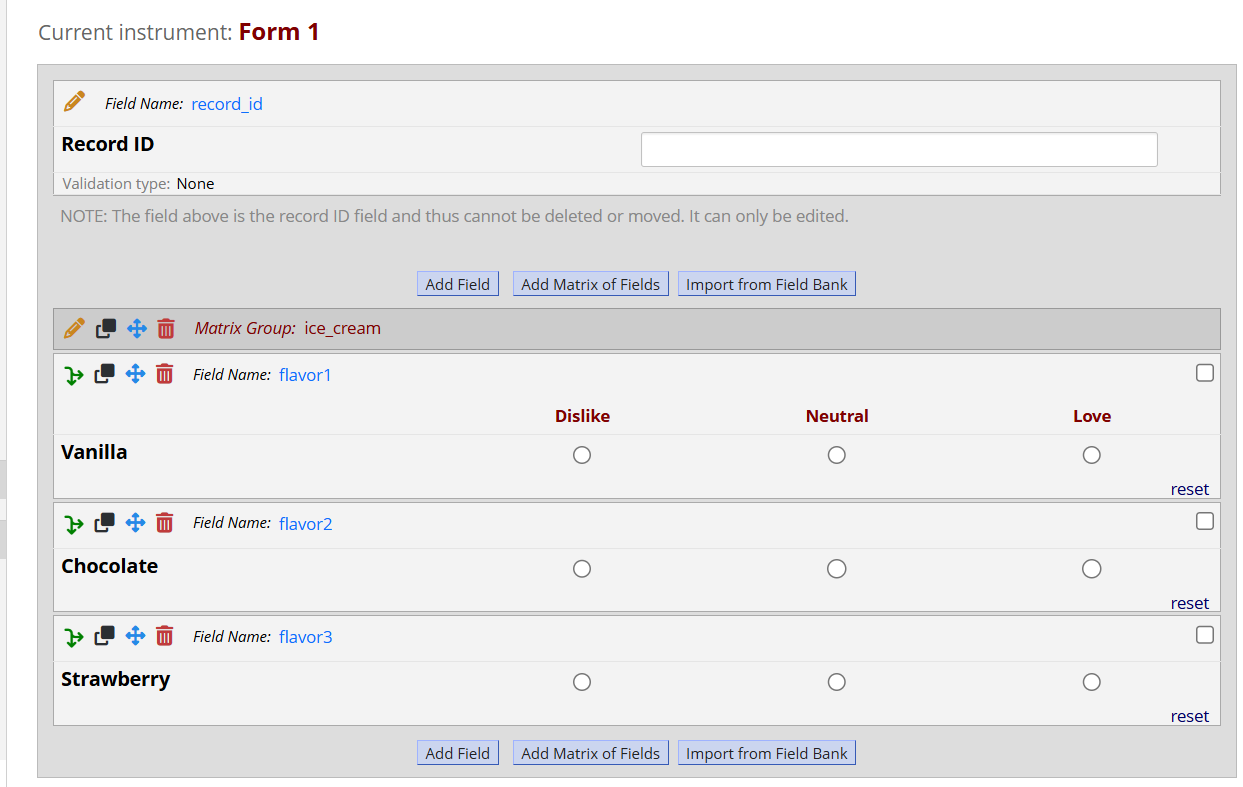 Current instrument: Form 1
Field Name: record_id
Record ID
Validation type: None
NOTE: The field above is the record ID field and thus cannot be deleted or moved. It can only be edited.
Add Field Add Matrix of Fields Import from Field Bank
Matrix Group: ice_cream
Field Name: flavor1
Dislike Neutral Love
Vanilla
reset
Field Name: flavor2
Chocolate
reset
Field Name: flavor3
Strawberry
reset
Add Field Add Matrix of Fields Import from Field Bank